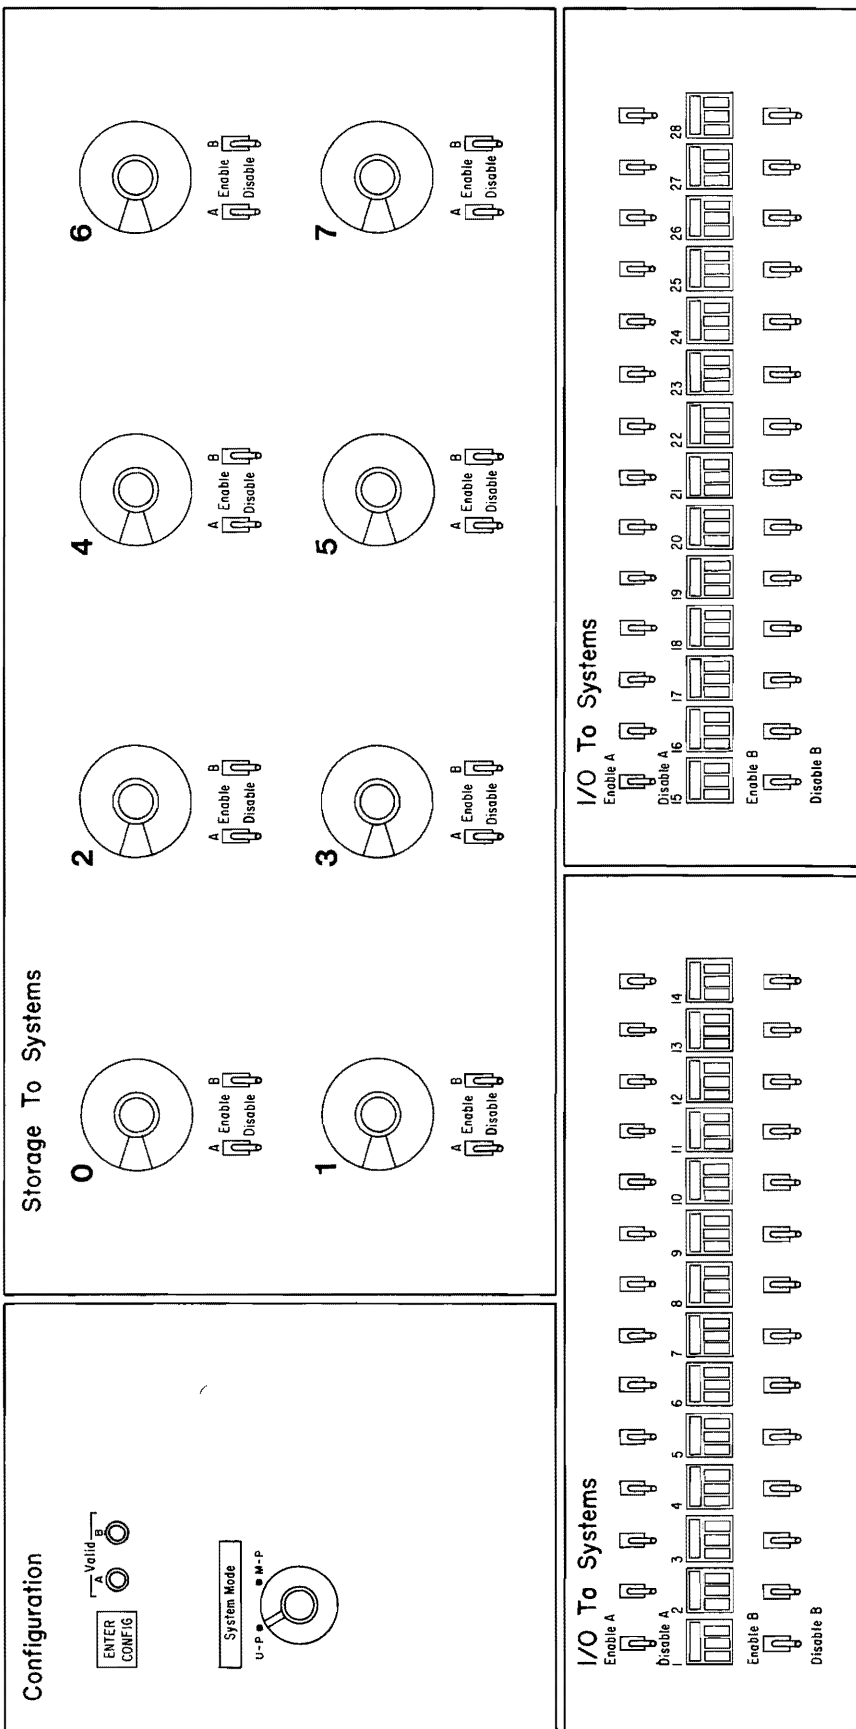 Configuration
A Valid B
ENTER
CONFIG
System Mode
U-P M-P
Storage To Systems
0
A Enable B
Disable
2
A Enable B
Disable
4
A Enable B
Disable
6
A Enable B
Disable
1
A Enable B
Disable
3
A Enable B
Disable
5
A Enable B
Disable
7
A Enable B
Disable
I/O To Systems
Enable A
Disable A
1 2 3 4 5 6 7 8 9 10 11 12 13 14
Enable B
Disable B
I/O To Systems
Enable A
Disable A
15 16 17 18 19 20 21 22 23 24 25 26 27 28
Enable B
Disable B